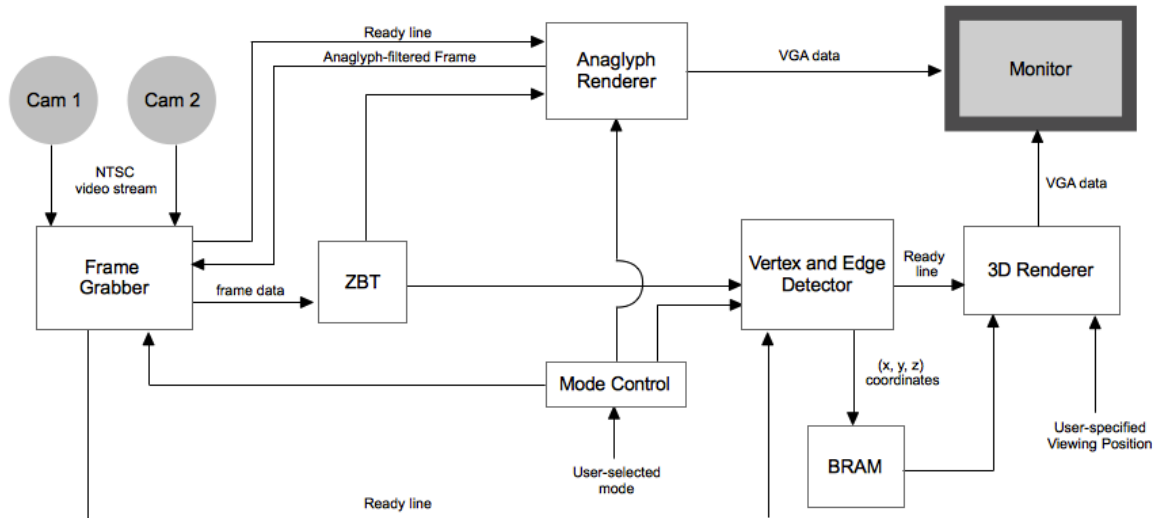 Ready line
Anaglyph-filtered Frame
Anaglyph
Renderer
VGA data
Monitor
Cam 1
Cam 2
NTSC
video stream
VGA data
Frame
Grabber
frame data
ZBT
Vertex and Edge
Detector
Ready
line
3D Renderer
Mode Control
(x, y, z)
coordinates
User-specified
Viewing Position
BRAM
User-selected
mode
Ready line